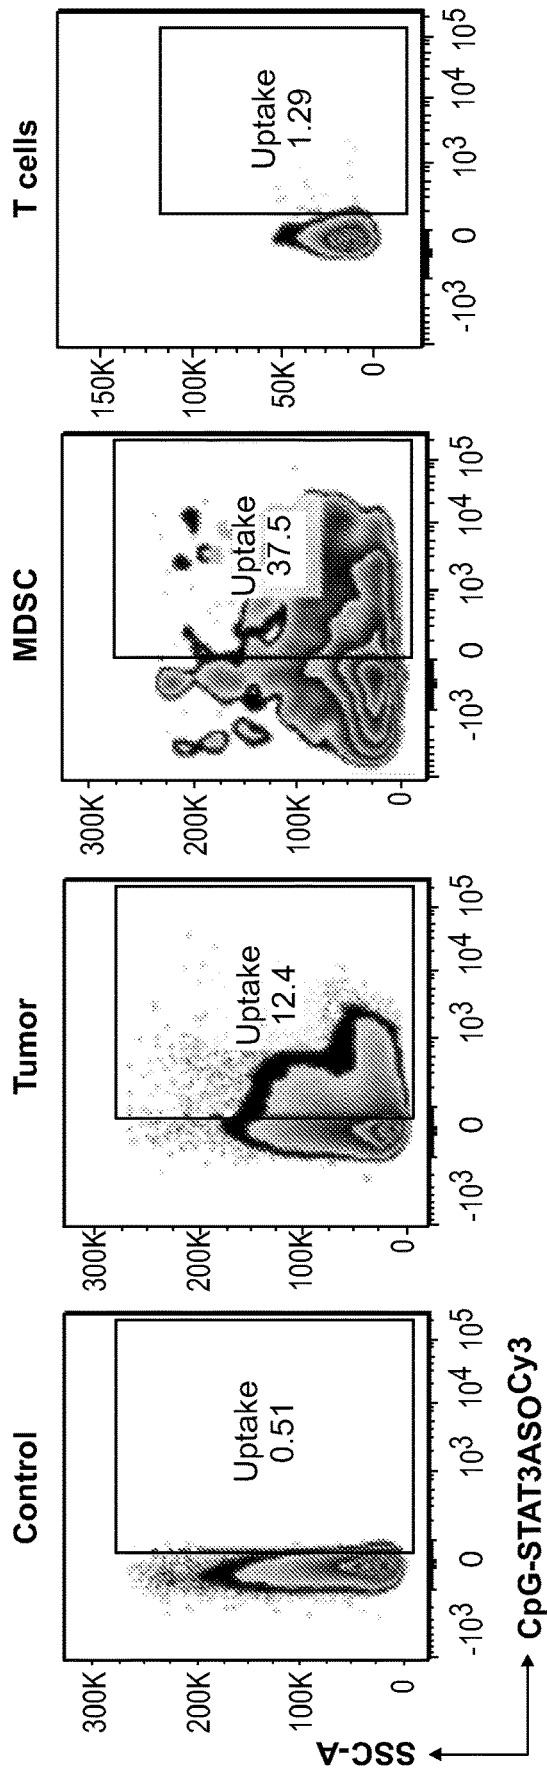 Control
Tumor
MDSC
T cells
300K
200K
100K
0
Uptake
0.51
-10³ 0 10³ 10⁴ 10⁵
300K
200K
100K
0
Uptake
12.4
-10³ 0 10³ 10⁴ 10⁵
300K
200K
100K
0
Uptake
37.5
-10³ 0 10³ 10⁴ 10⁵
150K
100K
50K
0
Uptake
1.29
-10³ 0 10³ 10⁴ 10⁵
SSC-A
CpG-STAT3ASO^Cy3